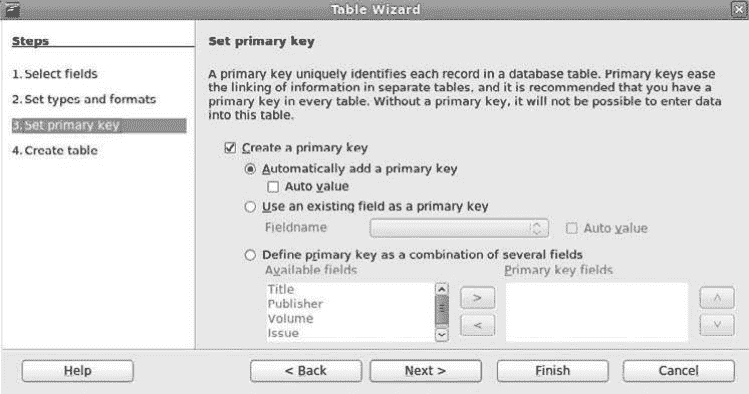 Table Wizard
Steps
1. Select fields
2. Set types and formats
3. Set primary key
4. Create table
Set primary key
A primary key uniquely identifies each record in a database table. Primary keys ease
the linking of information in separate tables, and it is recommended that you have a
primary key in every table. Without a primary key, it will not be possible to enter data
into this table.
Create a primary key
Automatically add a primary key
Auto value
Use an existing field as a primary key
Fieldname
Auto value
Define primary key as a combination of several fields
Available fields
Primary key fields
Title
Publisher
Volume
Issue
>
<
Help
< Back
Next >
Finish
Cancel